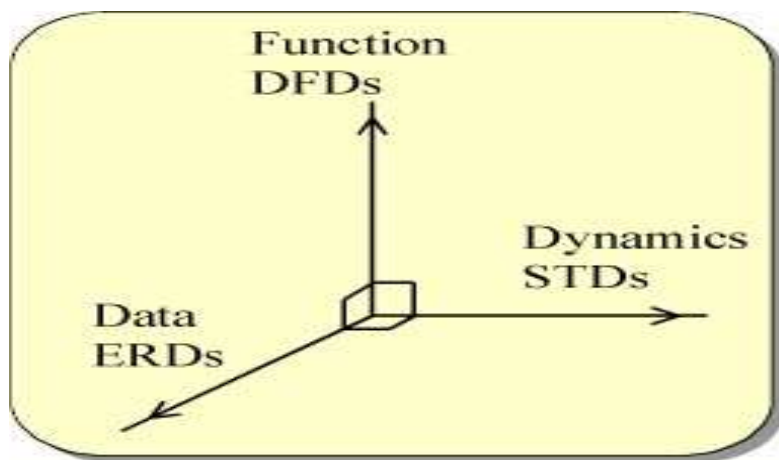 Function
DFDs
Dynamics
STDs
Data
ERDs